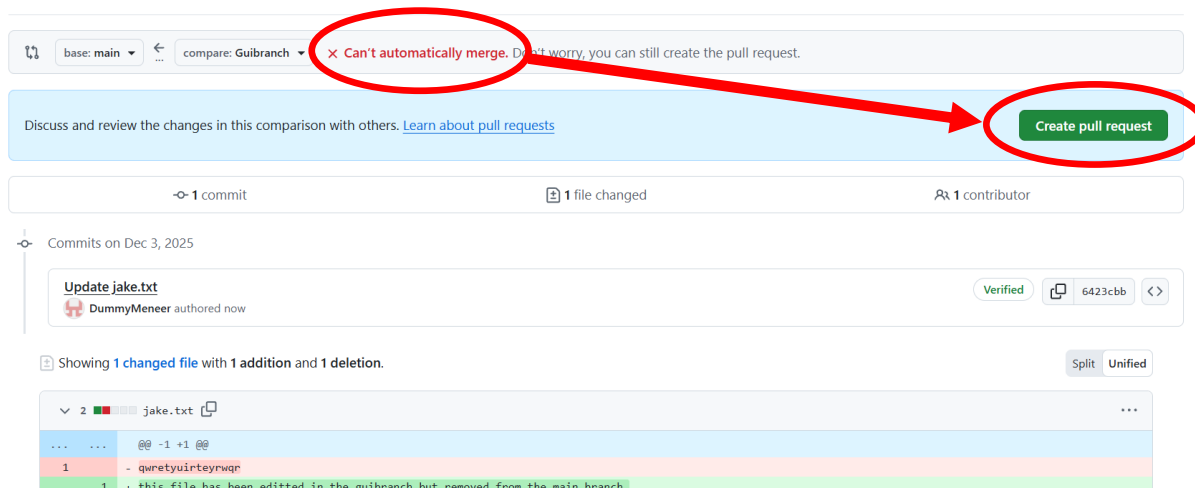 base: main compare: Guibranch Can't automatically merge. Don't worry, you can still create the pull request.
...
Discuss and review the changes in this comparison with others. Learn about pull requests Create pull request
1 commit 1 file changed 1 contributor
Commits on Dec 3, 2025
Update jake.txt Verified 6423cbb
DummyMeneer authored now
Showing 1 changed file with 1 addition and 1 deletion. Split Unified
2 jake.txt ...
... ... @@ -1 +1 @@
1 - qwretyuirteyrwqr
1 + this file has been editted in the guibranch but removed from the main branch.